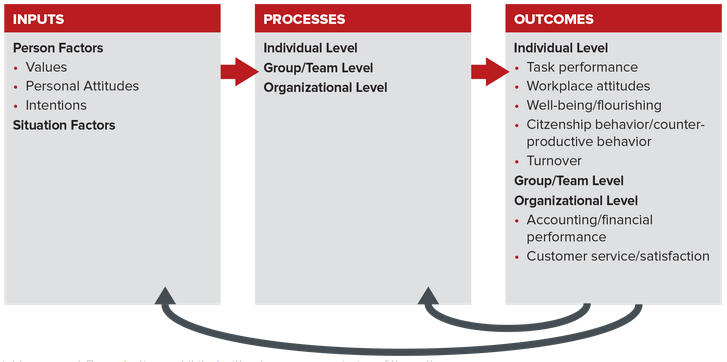 INPUTS
Person Factors
• Values
• Personal Attitudes
• Intentions
Situation Factors
PROCESSES
Individual Level
Group/Team Level
Organizational Level
OUTCOMES
Individual Level
• Task performance
• Workplace attitudes
• Well-being/flourishing
• Citzenship behavior/counter-
productive behavior
• Turnover
Group/Team Level
Organizational Level
• Accounting/financial
performance
• Customer service/satisfaction